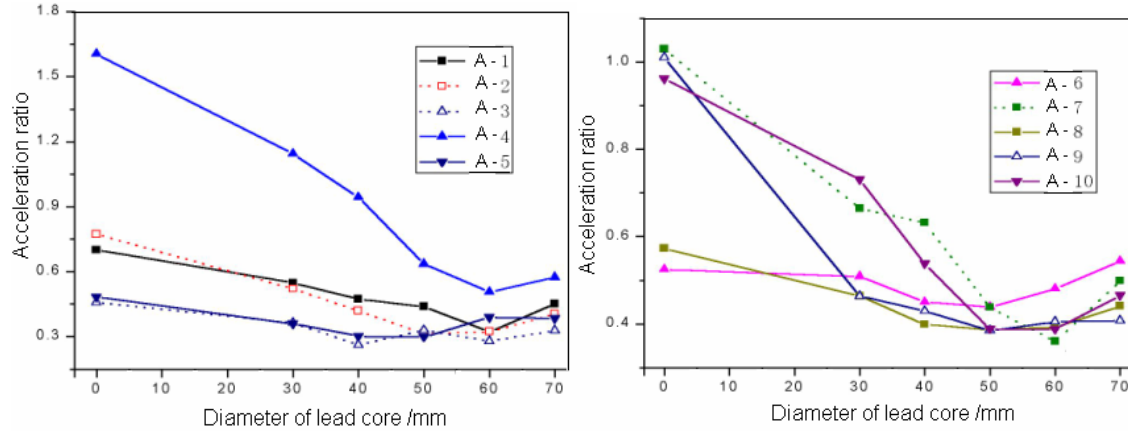 1.8
1.5
1.2
0.9
0.6
0.3
Acceleration ratio
A - 1
A - 2
A - 3
A - 4
A - 5
0 10 20 30 40 50 60 70
Diameter of lead core /mm
1.0
0.8
0.6
0.4
Acceleration ratio
A - 6
A - 7
A - 8
A - 9
A - 10
0 10 20 30 40 50 60 70
Diameter of lead core /mm